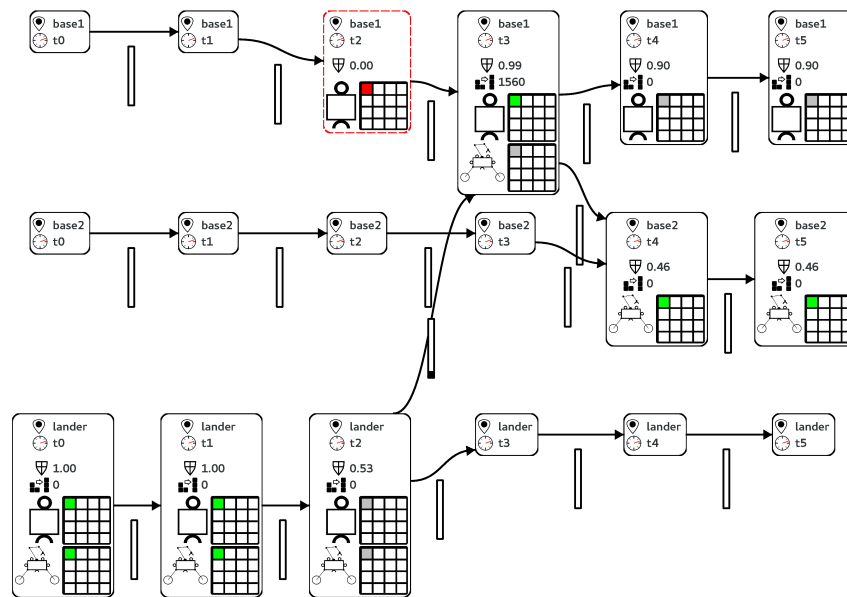 base1
t0
base1
t1
base1
t2
0.00
base1
t3
0.99
1560
base1
t4
0.90
0
base1
t5
0.90
0
base2
t0
base2
t1
base2
t2
base2
t3
base2
t4
0.46
0
base2
t5
0.46
0
lander
t0
1.00
0
lander
t1
1.00
0
lander
t2
0.53
0
lander
t3
lander
t4
lander
t5